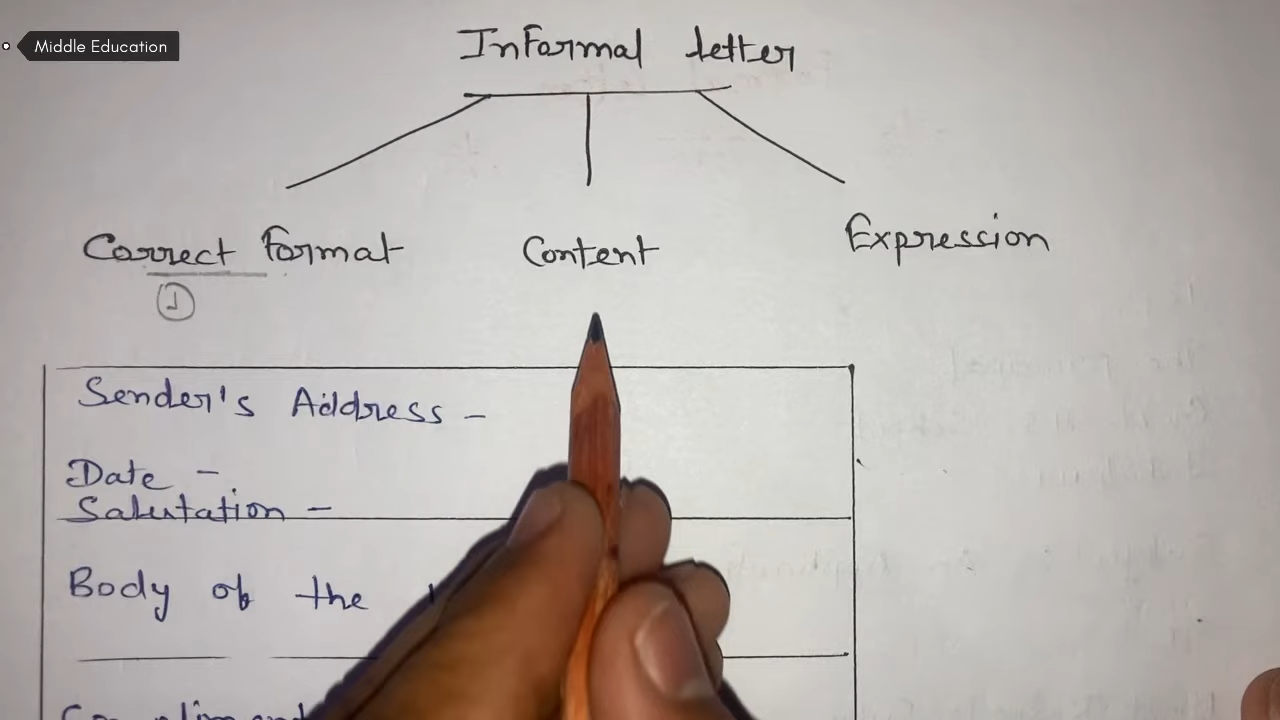 Middle Education
Informal letter
Correct Format Content Expression
1
Sender's Address -
Date -
Salutation -
Body of the